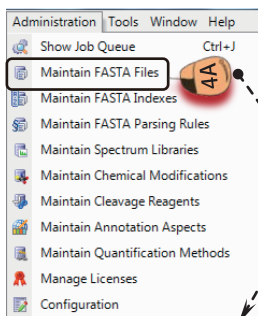 Administration Tools Window Help
Show Job Queue Ctrl+J
Maintain FASTA Files
4A
Maintain FASTA Indexes
Maintain FASTA Parsing Rules
Maintain Spectrum Libraries
Maintain Chemical Modifications
Maintain Cleavage Reagents
Maintain Annotation Aspects
Maintain Quantification Methods
Manage Licenses
Configuration